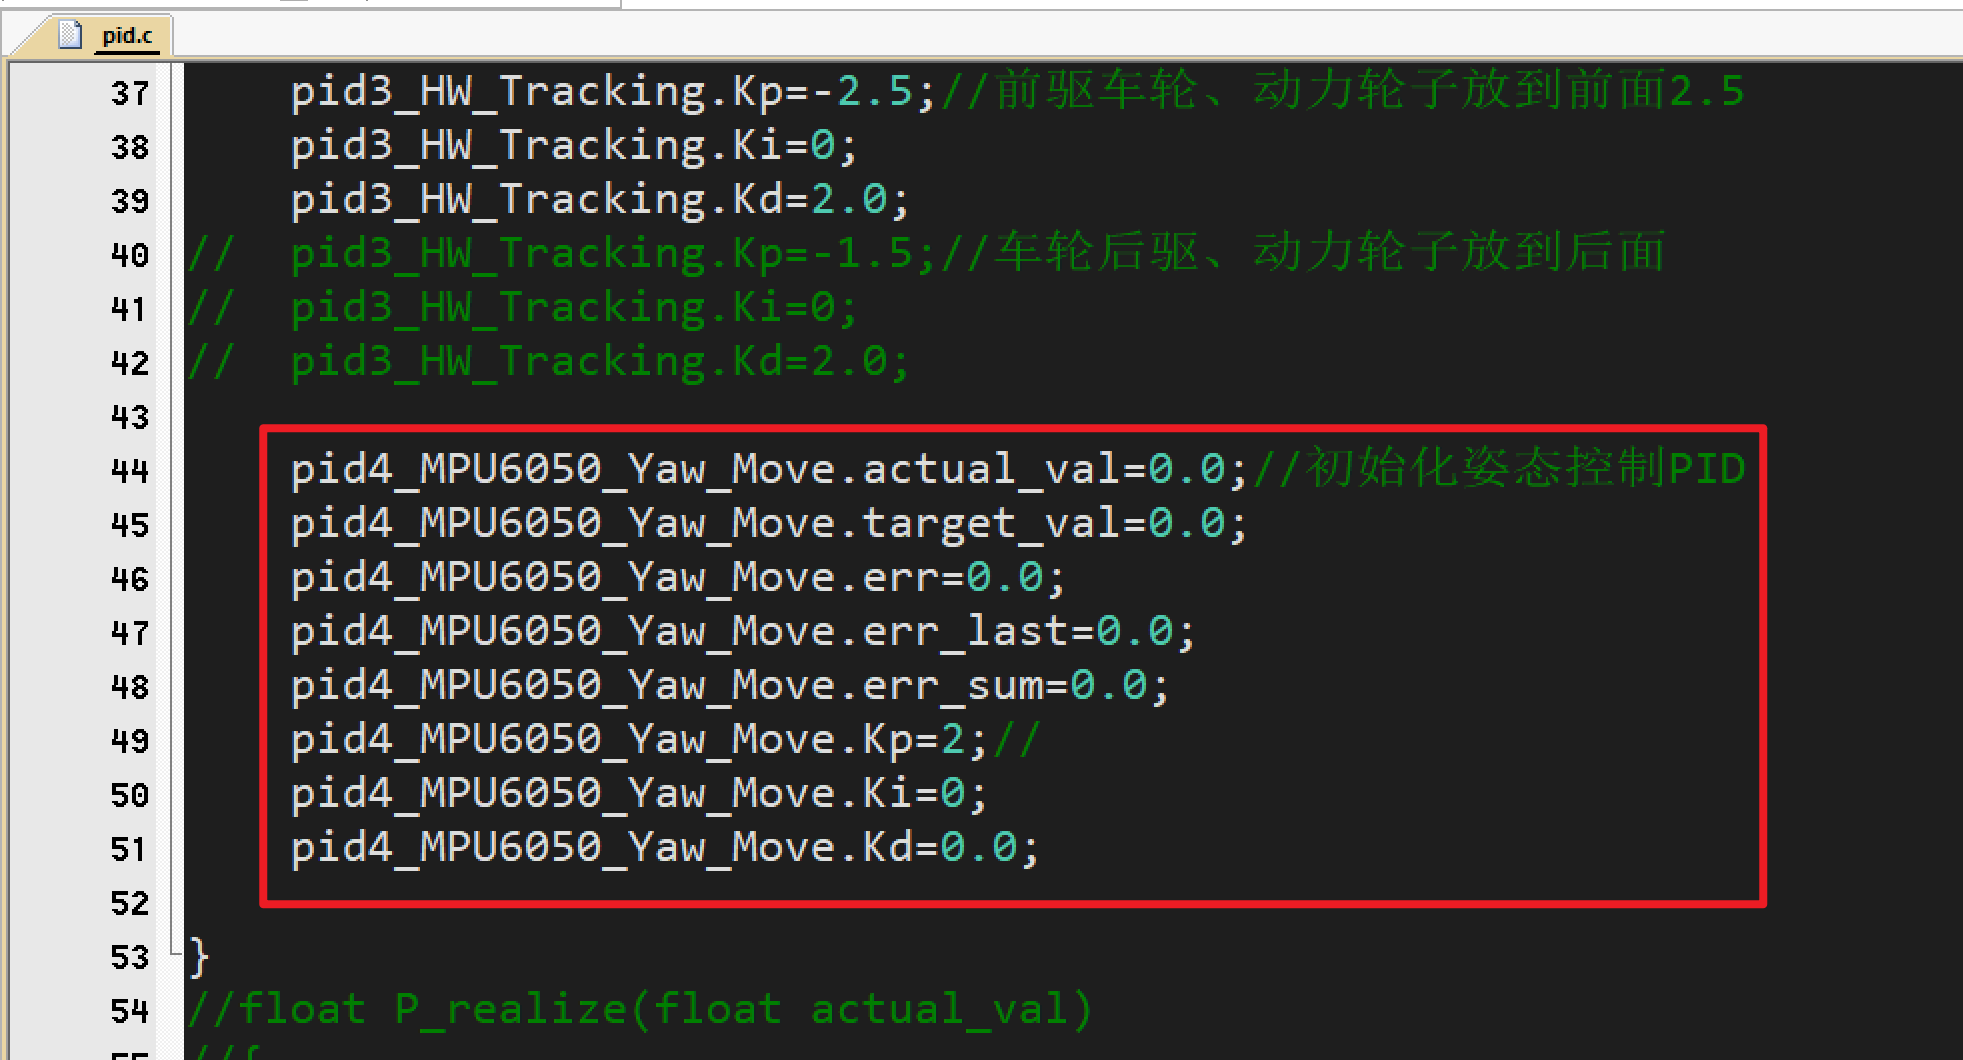 pid.c
37 pid3_HW_Tracking.Kp=-2.5;//前驱车轮、动力轮子放到前面2.5
38 pid3_HW_Tracking.Ki=0;
39 pid3_HW_Tracking.Kd=2.0;
40 // pid3_HW_Tracking.Kp=-1.5;//车轮后驱、动力轮子放到后面
41 // pid3_HW_Tracking.Ki=0;
42 // pid3_HW_Tracking.Kd=2.0;
43
44 pid4_MPU6050_Yaw_Move.actual_val=0.0;//初始化姿态控制PID
45 pid4_MPU6050_Yaw_Move.target_val=0.0;
46 pid4_MPU6050_Yaw_Move.err=0.0;
47 pid4_MPU6050_Yaw_Move.err_last=0.0;
48 pid4_MPU6050_Yaw_Move.err_sum=0.0;
49 pid4_MPU6050_Yaw_Move.Kp=2;//
50 pid4_MPU6050_Yaw_Move.Ki=0;
51 pid4_MPU6050_Yaw_Move.Kd=0.0;
52
53 }
54 //float P_realize(float actual_val)